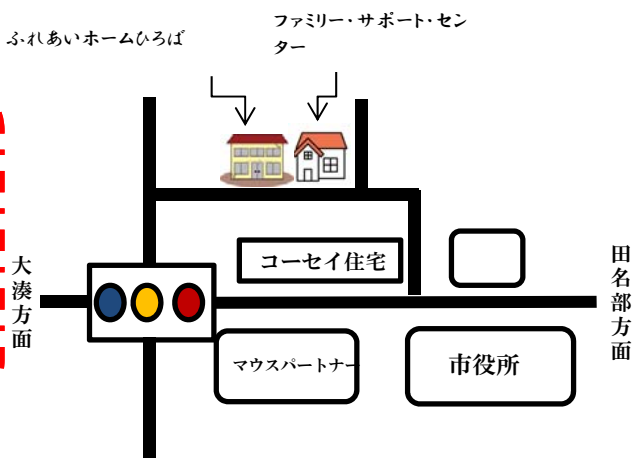 ふれあいホームひろば
ファミリー・サポート・セン
ター
コーセイ住宅
大湊方面
田名部方面
マウスパートナー
市役所